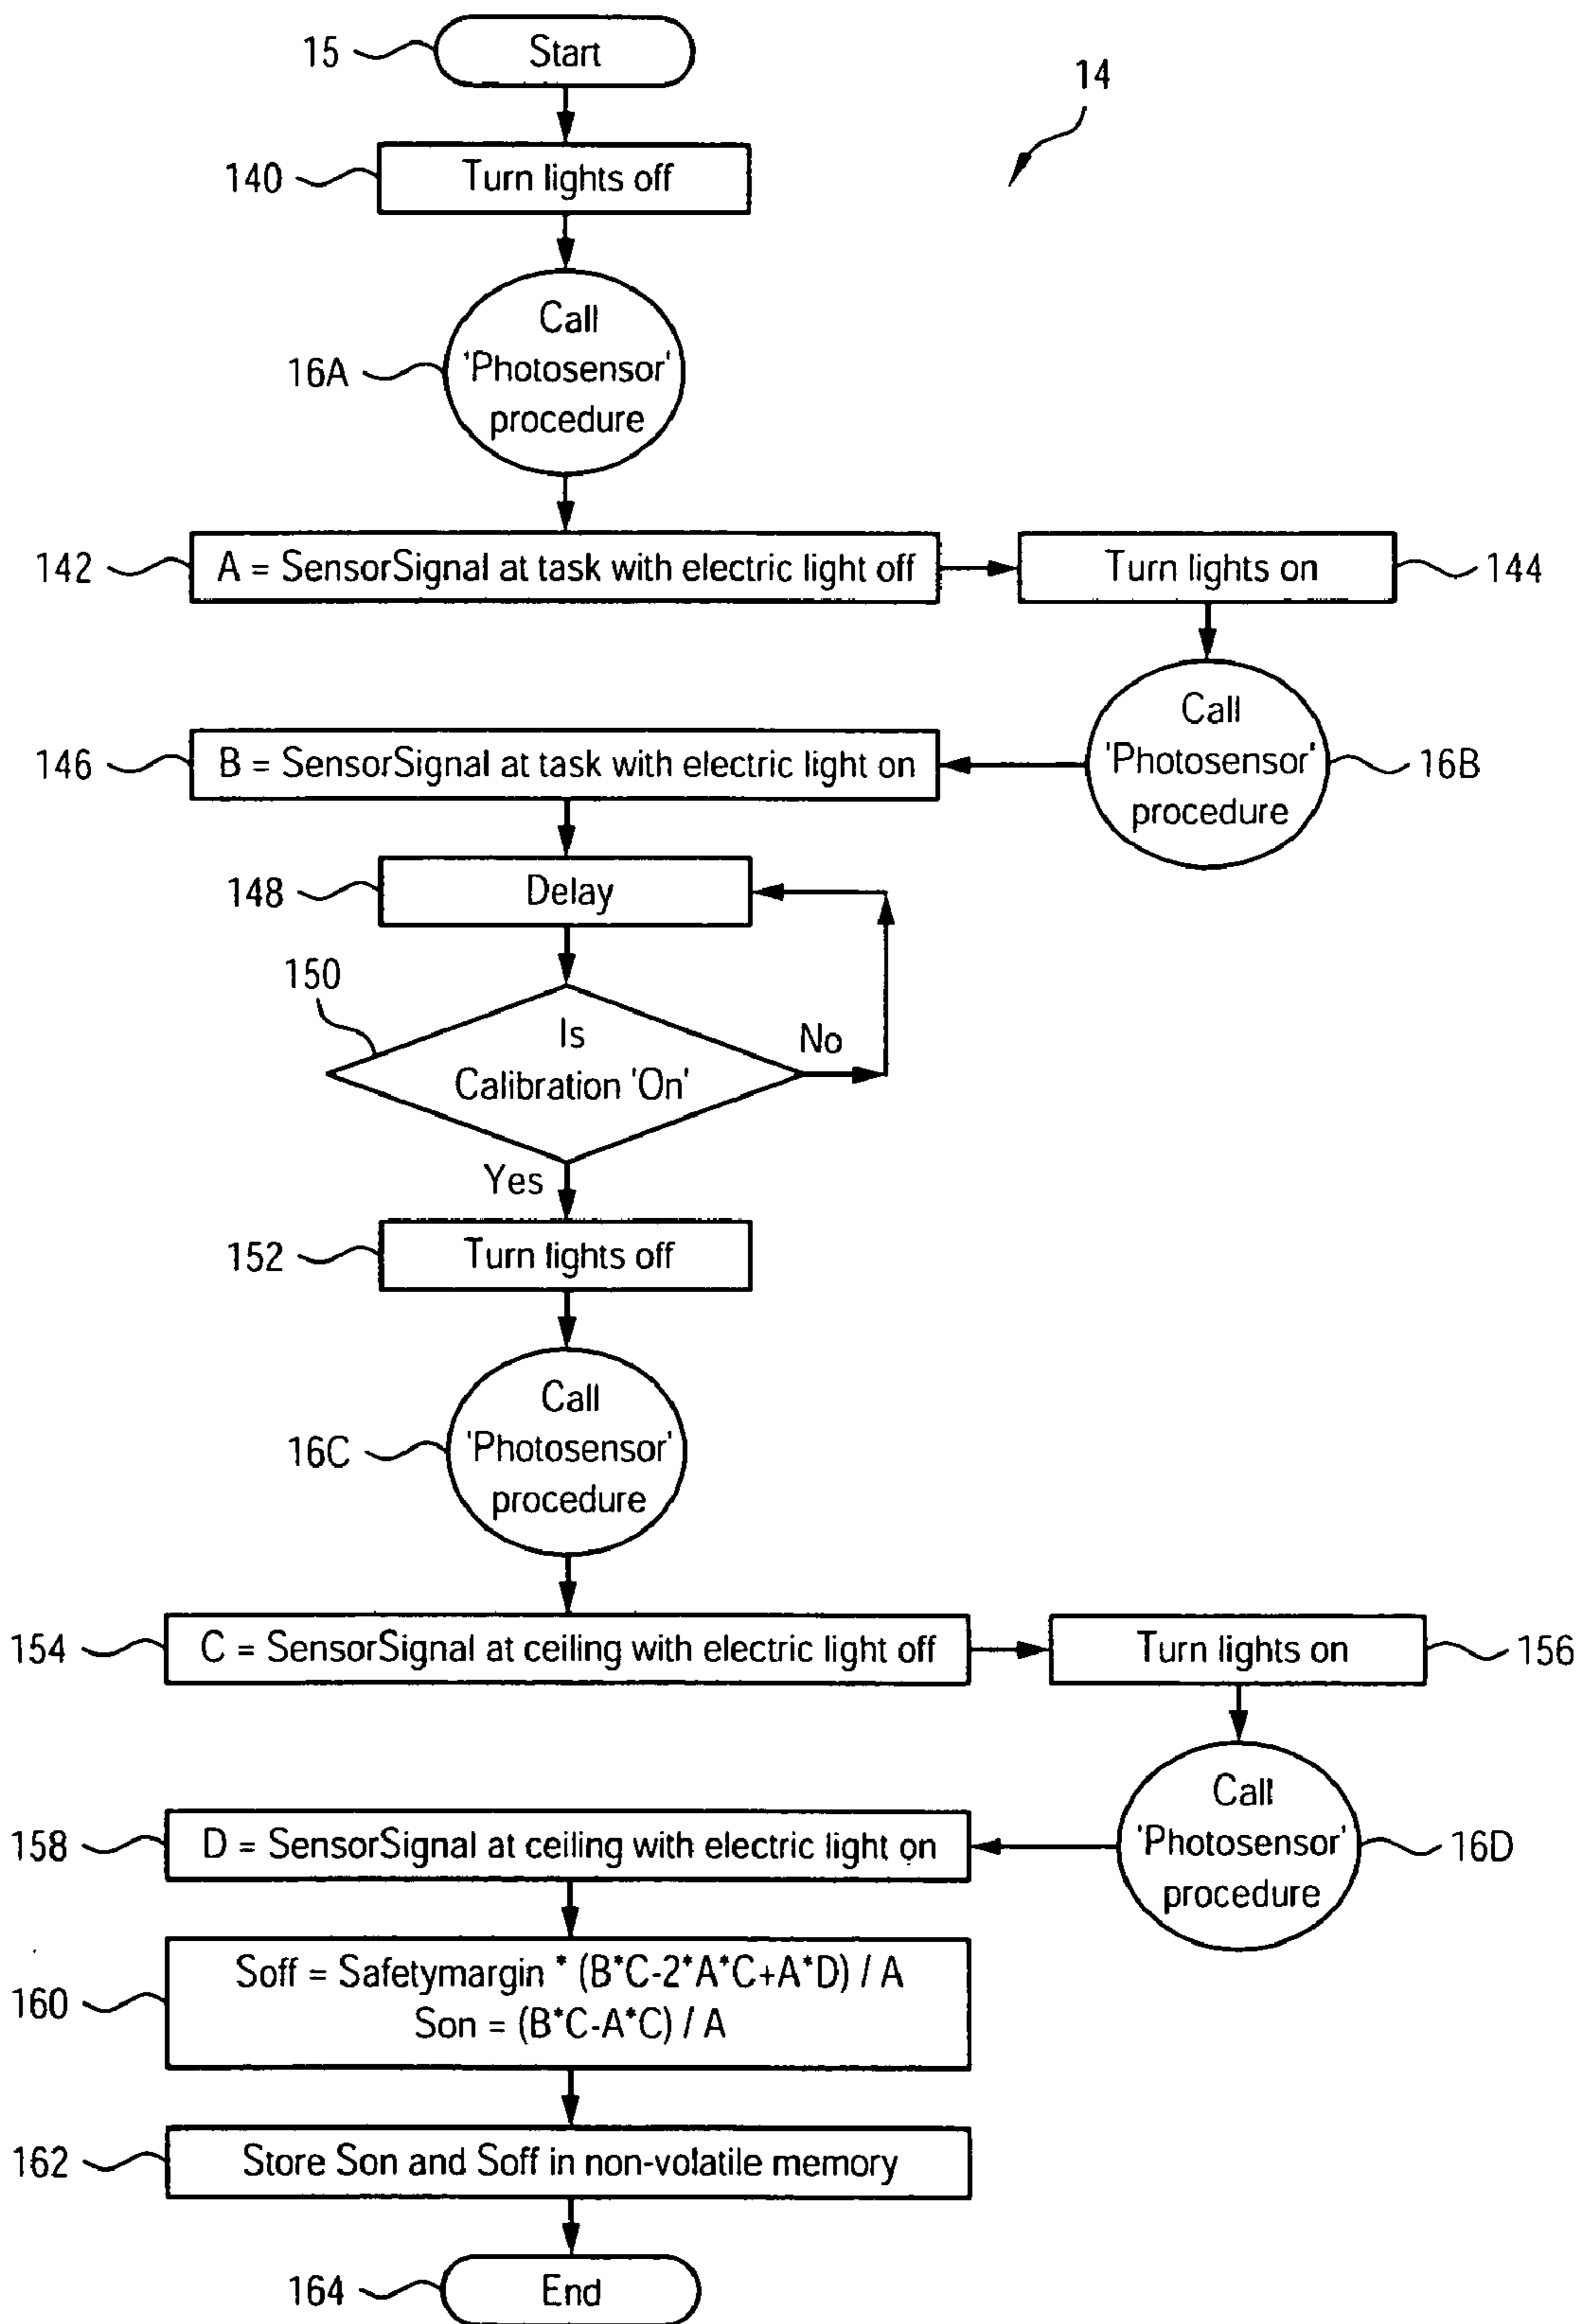 15
Start
14
140
Turn lights off
16A
Call
'Photosensor'
procedure
142
A = SensorSignal at task with electric light off
Turn lights on
144
Call
'Photosensor'
procedure
16B
146
B = SensorSignal at task with electric light on
148
Delay
150
Is
Calibration 'On'
No
Yes
152
Turn lights off
16C
Call
'Photosensor'
procedure
154
C = SensorSignal at ceiling with electric light off
Turn lights on
156
Call
'Photosensor'
procedure
16D
158
D = SensorSignal at ceiling with electric light on
160
Soff = Safetymargin * (B*C-2*A*C+A*D) / A
Son = (B*C-A*C) / A
162
Store Son and Soff in non-volatile memory
164
End